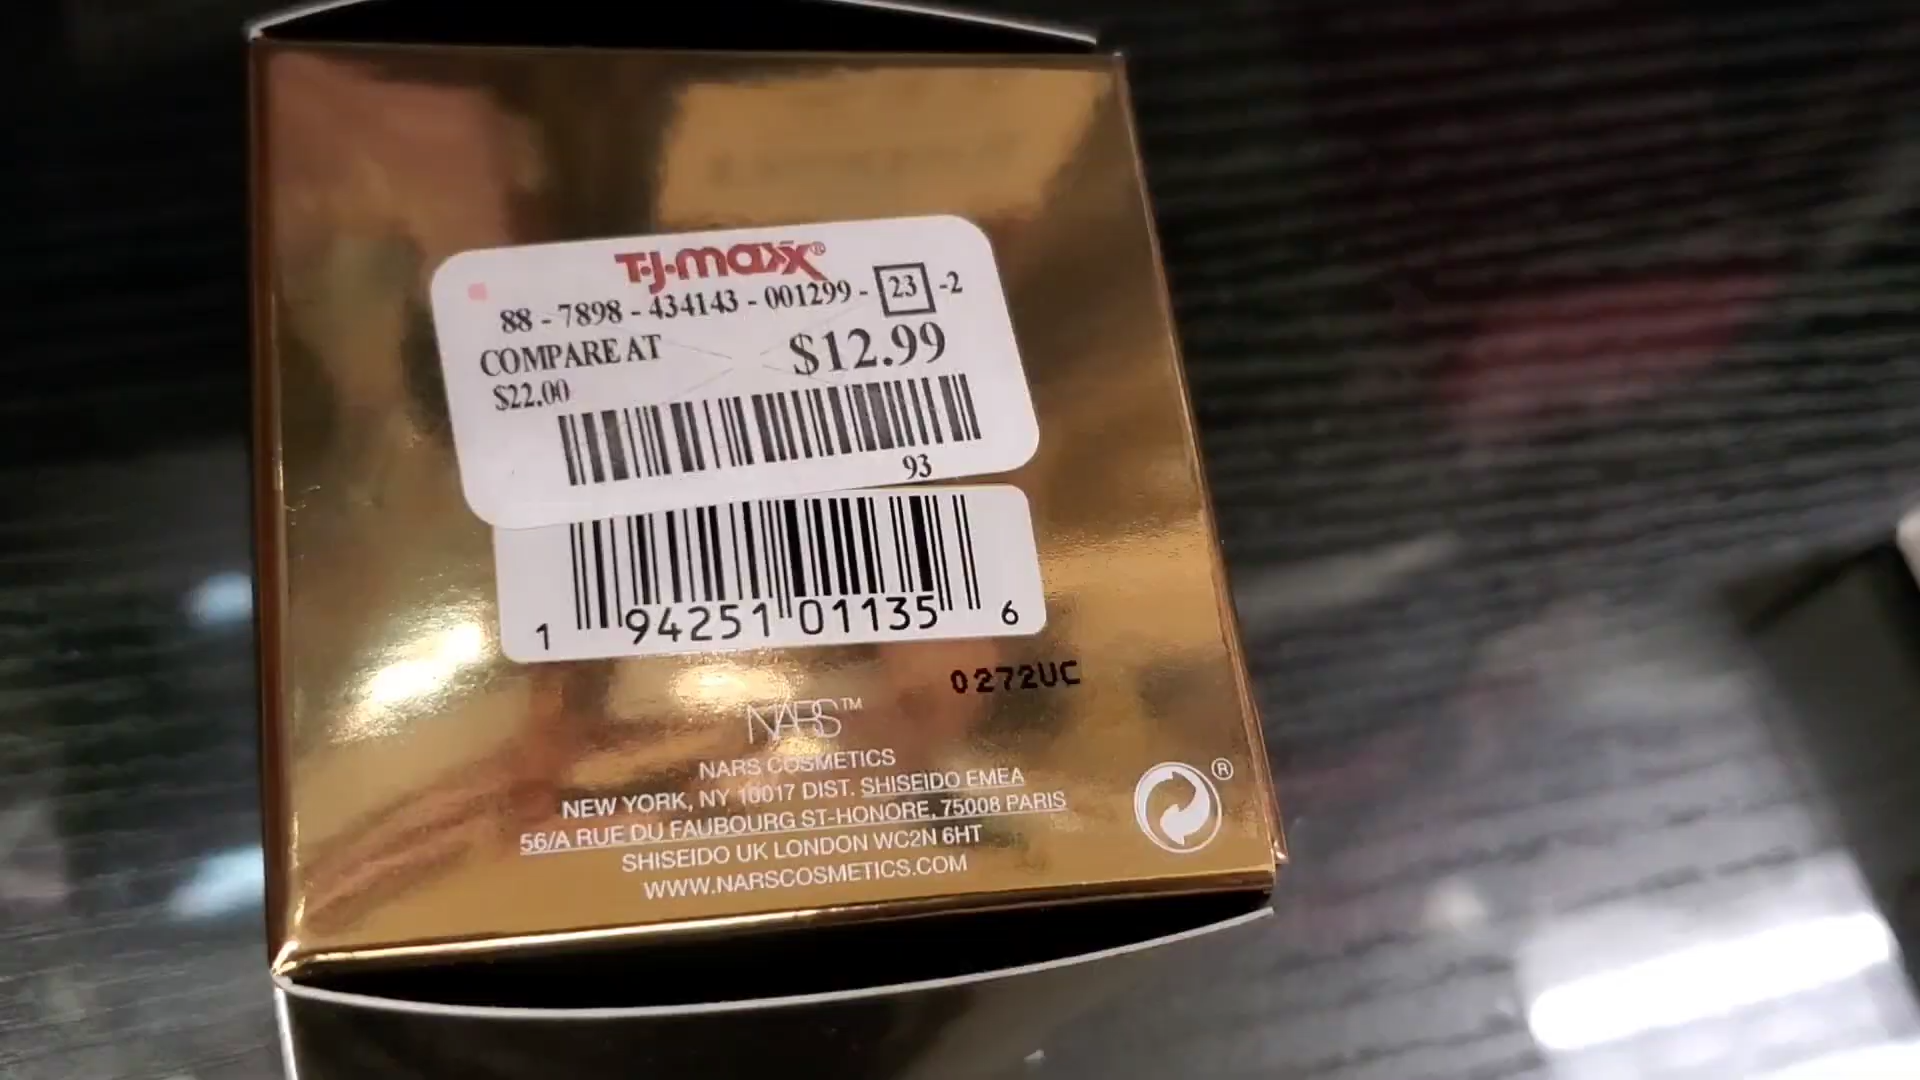 T·J·maxx®
88 - 7898 - 434143 - 001299 - 23 -2
COMPARE AT $12.99
$22.00
93
1 94251 01135 6
0272UC
NARS™
NARS COSMETICS
NEW YORK, NY 10017 DIST. SHISEIDO EMEA
56/A RUE DU FAUBOURG ST-HONORE, 75008 PARIS
SHISEIDO UK LONDON WC2N 6HT
WWW.NARSCOSMETICS.COM
®